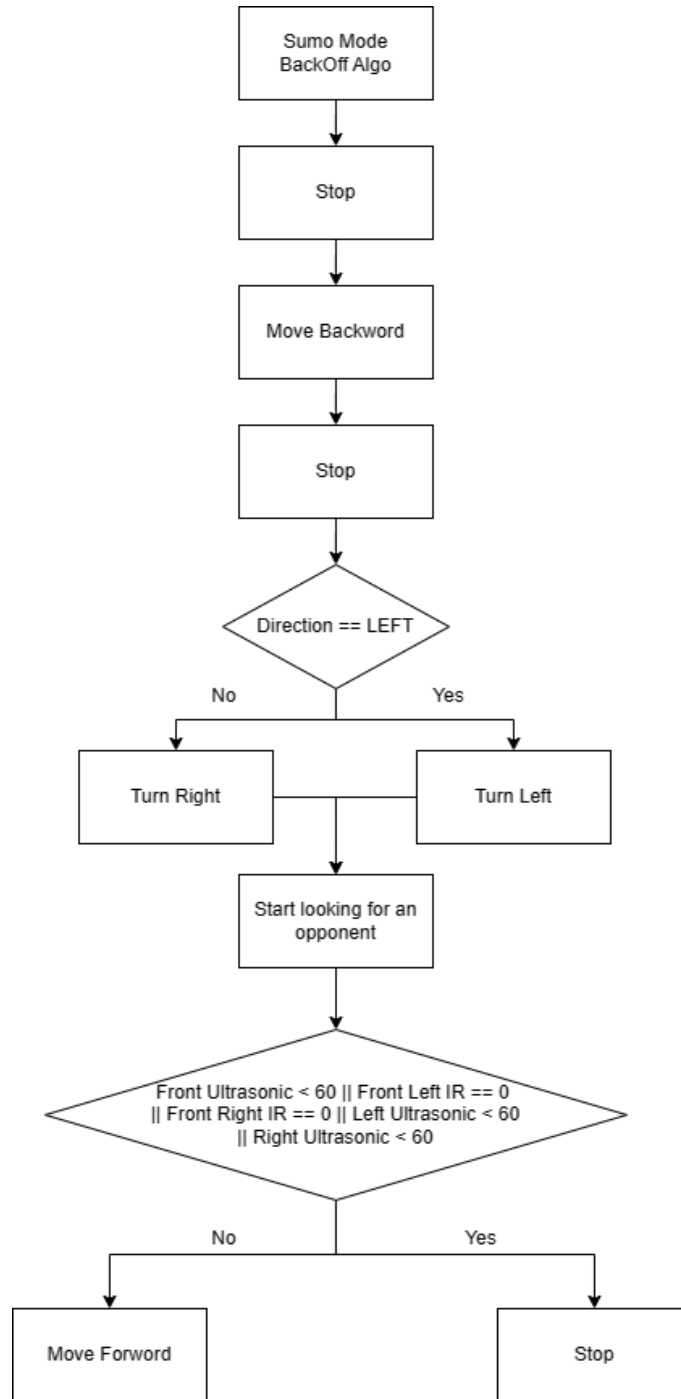 Sumo Mode
BackOff Algo
Stop
Move Backword
Stop
Direction == LEFT
No
Yes
Turn Right
Turn Left
Start looking for an
opponent
Front Ultrasonic < 60 || Front Left IR == 0
|| Front Right IR == 0 || Left Ultrasonic < 60
|| Right Ultrasonic < 60
No
Yes
Move Forword
Stop